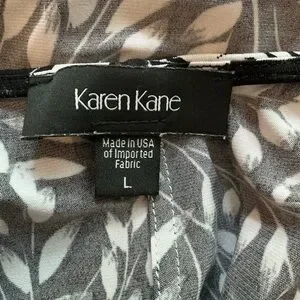 Karen Kane
Made in USA
of Imported
Fabric
L